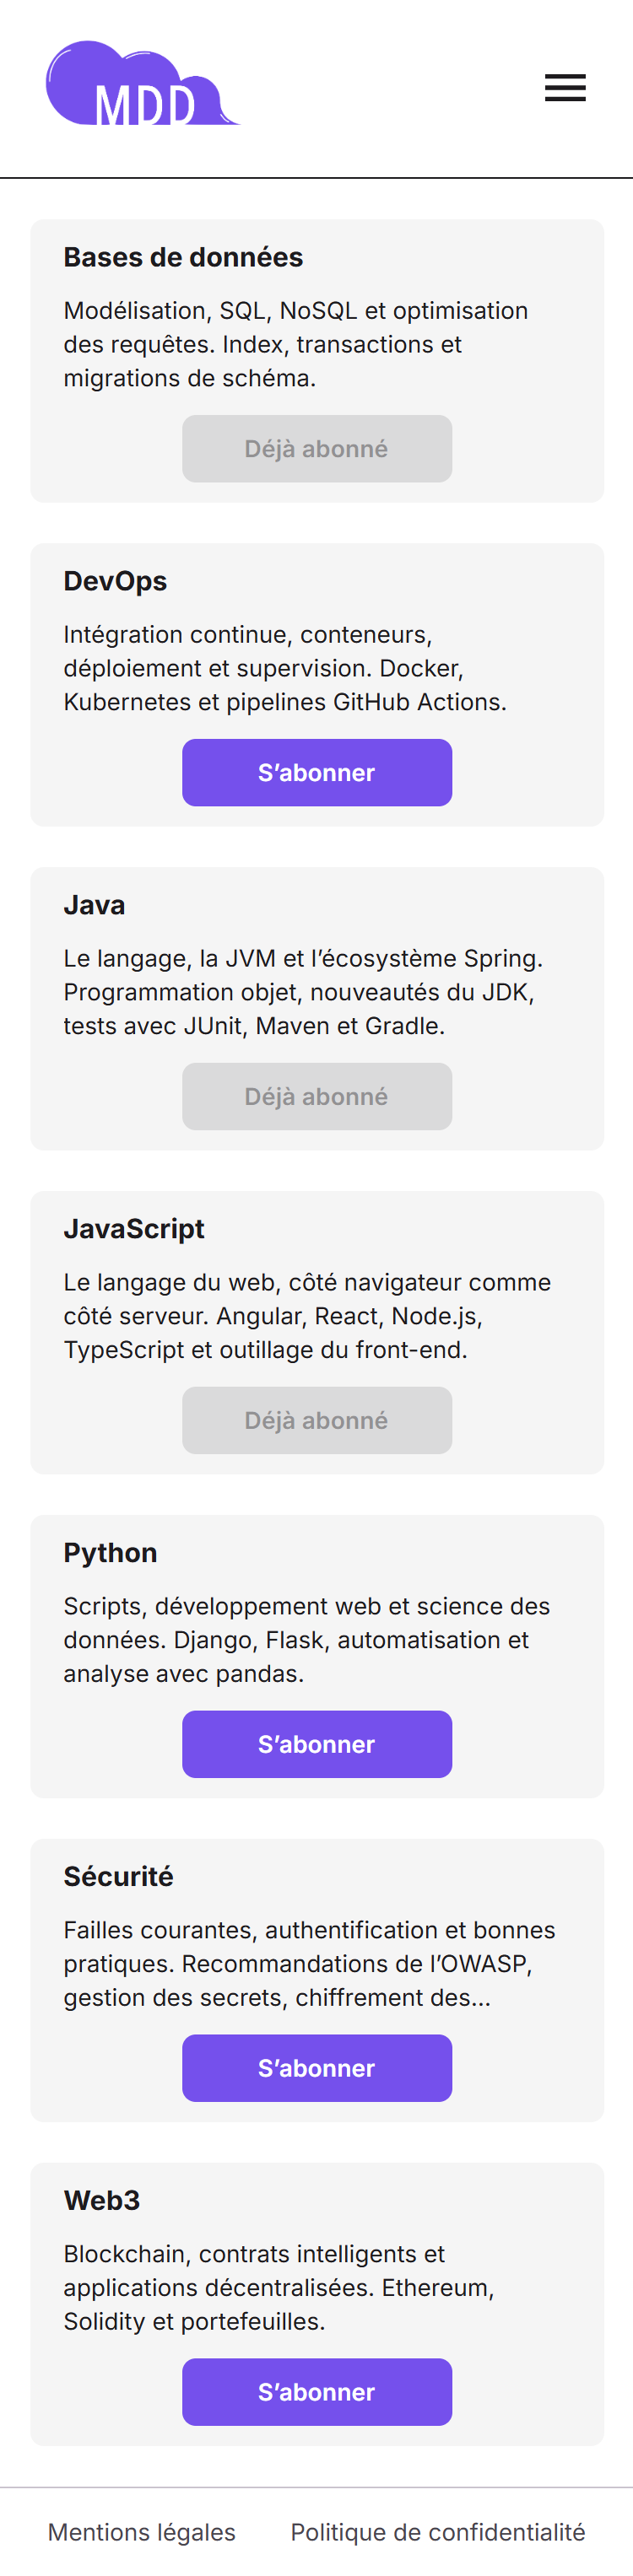 MDD
Bases de données
Modélisation, SQL, NoSQL et optimisation
des requêtes. Index, transactions et
migrations de schéma.
Déjà abonné
DevOps
Intégration continue, conteneurs,
déploiement et supervision. Docker,
Kubernetes et pipelines GitHub Actions.
S’abonner
Java
Le langage, la JVM et l’écosystème Spring.
Programmation objet, nouveautés du JDK,
tests avec JUnit, Maven et Gradle.
Déjà abonné
JavaScript
Le langage du web, côté navigateur comme
côté serveur. Angular, React, Node.js,
TypeScript et outillage du front-end.
Déjà abonné
Python
Scripts, développement web et science des
données. Django, Flask, automatisation et
analyse avec pandas.
S’abonner
Sécurité
Failles courantes, authentification et bonnes
pratiques. Recommandations de l’OWASP,
gestion des secrets, chiffrement des…
S’abonner
Web3
Blockchain, contrats intelligents et
applications décentralisées. Ethereum,
Solidity et portefeuilles.
S’abonner
Mentions légales Politique de confidentialité